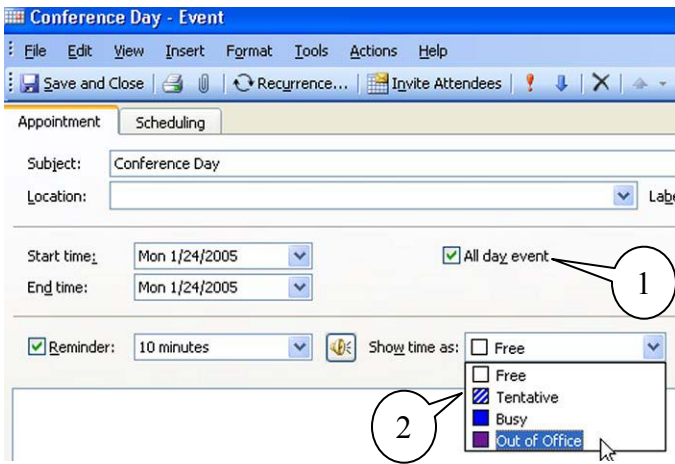 Conference Day - Event
File Edit View Insert Format Tools Actions Help
Save and Close Recurrence... Invite Attendees
Appointment Scheduling
Subject: Conference Day
Location: Labe
Start time: Mon 1/24/2005 All day event
1
End time: Mon 1/24/2005
Reminder: 10 minutes Show time as: Free
Free
Tentative
2
Busy
Out of Office